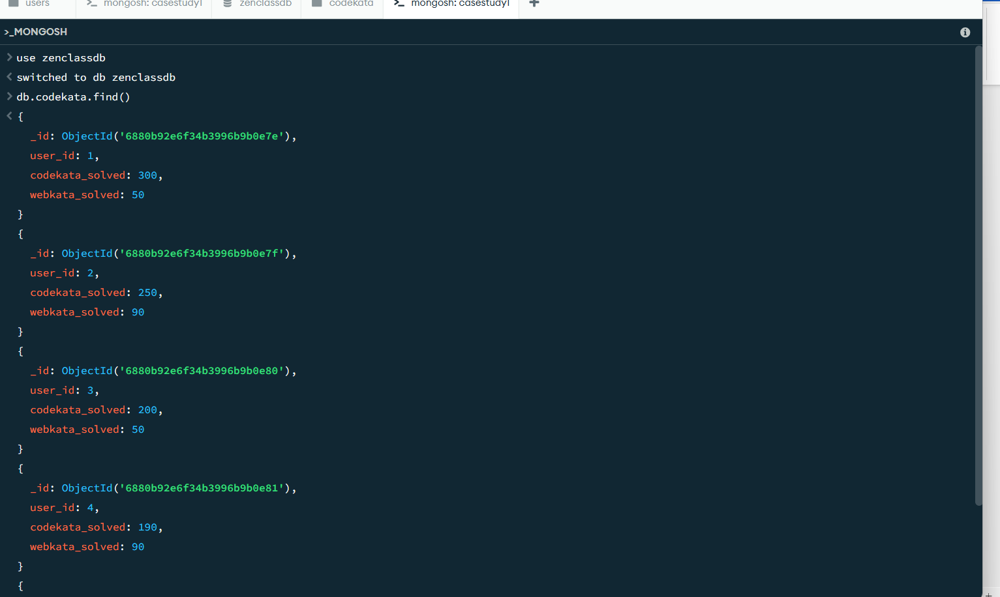 users mongosh: casestudy1 zenclassdb codekata mongosh: casestudy1
>_MONGOSH
use zenclassdb
switched to db zenclassdb
db.codekata.find()
{
_id: ObjectId('6880b92e6f34b3996b9b0e7e'),
user_id: 1,
codekata_solved: 300,
webkata_solved: 50
}
{
_id: ObjectId('6880b92e6f34b3996b9b0e7f'),
user_id: 2,
codekata_solved: 250,
webkata_solved: 90
}
{
_id: ObjectId('6880b92e6f34b3996b9b0e80'),
user_id: 3,
codekata_solved: 200,
webkata_solved: 50
}
{
_id: ObjectId('6880b92e6f34b3996b9b0e81'),
user_id: 4,
codekata_solved: 190,
webkata_solved: 90
}
{